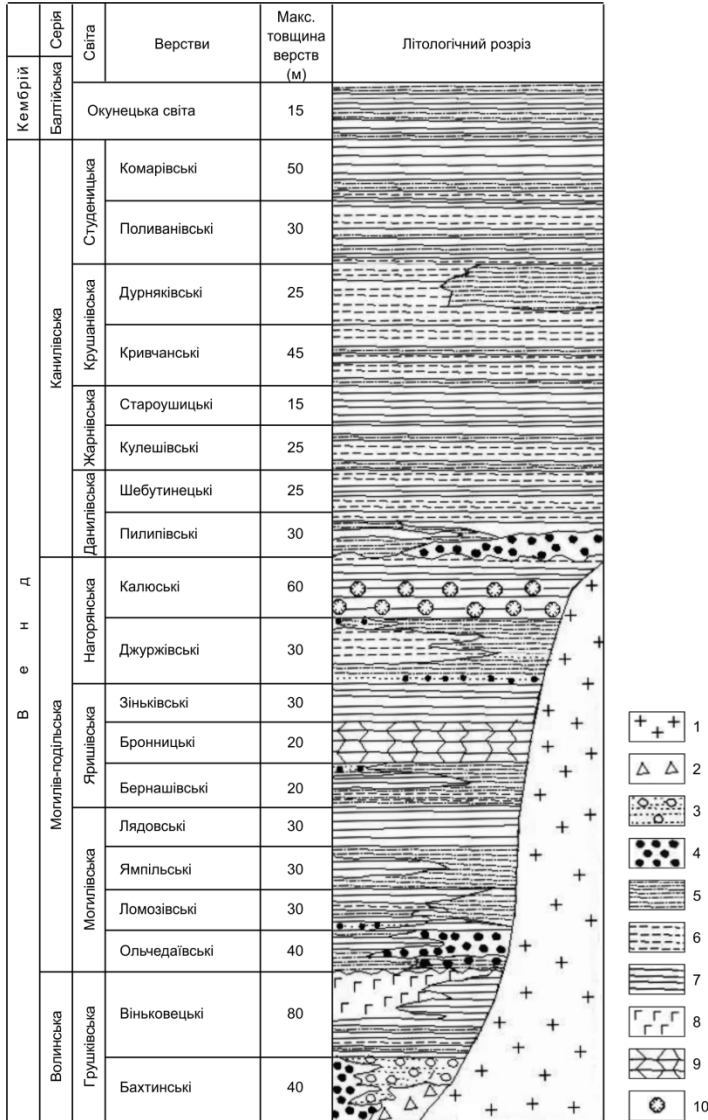 Серія
Світа
Верстви
Макс.
товщина
верств
(м)
Літологічний розріз
Кембрій
Балтійська
Окунецька світа
15
Венд
Канилівська
Студеницька
Комарівські
50
Поливанівські
30
Крушанівська
Дурняківські
25
Кривчанські
45
Жарнівська
Староушицькі
15
Кулешівські
25
Данилівська
Шебутинецькі
25
Пилипівські
30
Могилів-подільська
Нагорянська
Калюські
60
Джуржівські
30
Яришівська
Зіньківські
30
Бронницькі
20
Бернашівські
20
Могилівська
Лядовські
30
Ямпільські
30
Ломозівські
30
Ольчедаївські
40
Волинська
Грушківська
Віньковецькі
80
Бахтинські
40
1
2
3
4
5
6
7
8
9
10